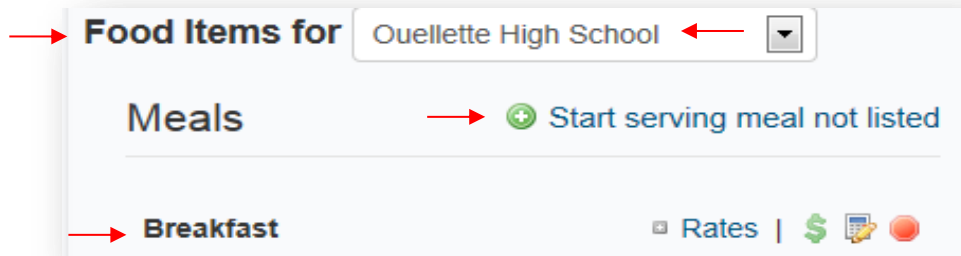 Food Items for Ouellette High School
Meals Start serving meal not listed
Breakfast Rates |